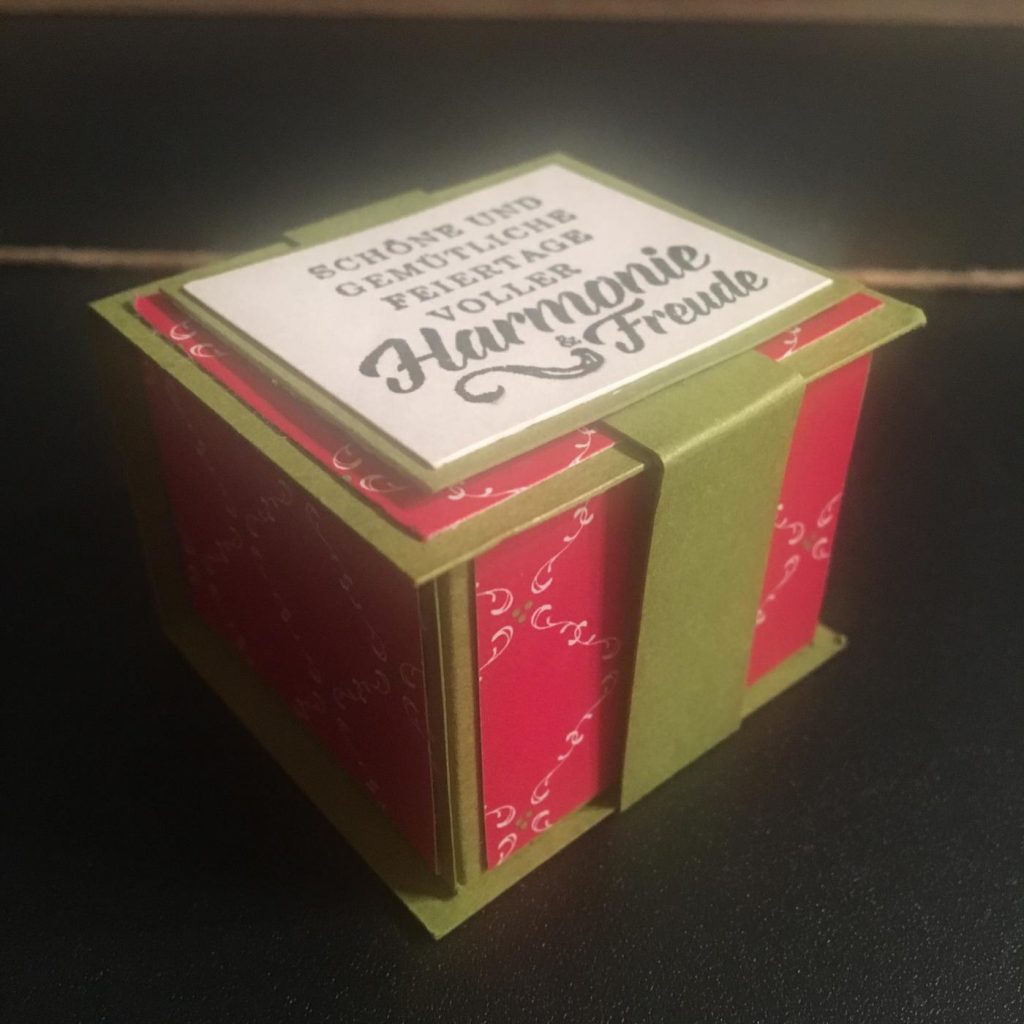 SCHÖNE UND
GEMÜTLICHE
FEIERTAGE
VOLLER
Harmonie
& Freude